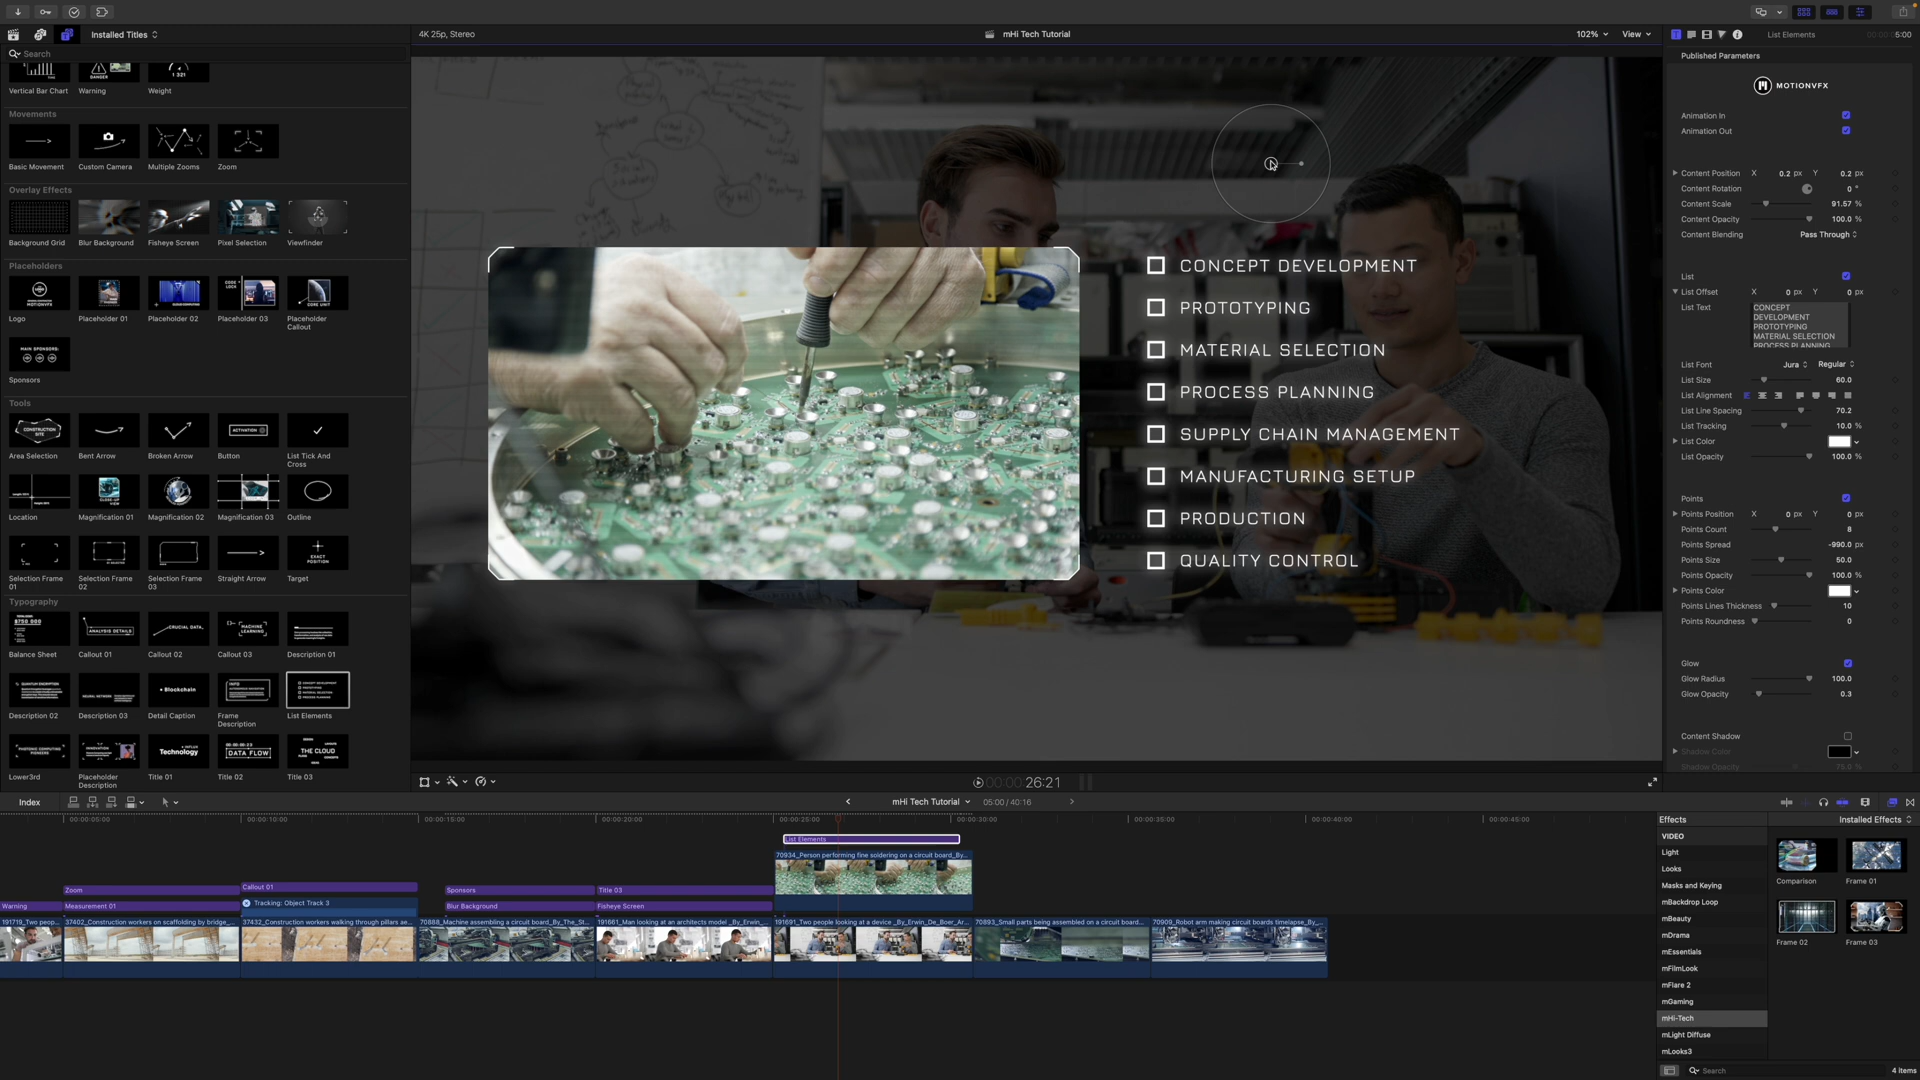 Installed Titles
4K 25p, Stereo
mHi Tech Tutorial
102%
View
List Elements
5:00
Search
Vertical Bar Chart
Warning
Weight
Movements
Basic Movement
Custom Camera
Multiple Zooms
Zoom
Overlay Effects
Background Grid
Blur Background
Fisheye Screen
Pixel Selection
Viewfinder
Placeholders
Logo
Placeholder 01
Placeholder 02
Placeholder 03
Placeholder
Callout
MAIN SPONSORS:
Sponsors
Tools
Area Selection
Bent Arrow
Broken Arrow
Button
List Tick And
Cross
Location
Magnification 01
Magnification 02
Magnification 03
Outline
Selection Frame
01
Selection Frame
02
Selection Frame
03
Straight Arrow
EXACT
POSITION
Target
Typography
Balance Sheet
Callout 01
Callout 02
Callout 03
Description 01
Description 02
Description 03
Detail Caption
Frame
Description
List Elements
Lower3rd
Placeholder
Description
Title 01
Title 02
Title 03
CONCEPT DEVELOPMENT
PROTOTYPING
MATERIAL SELECTION
PROCESS PLANNING
SUPPLY CHAIN MANAGEMENT
MANUFACTURING SETUP
PRODUCTION
QUALITY CONTROL
Published Parameters
MOTIONVFX
Animation In
Animation Out
Content Position X 0.2 px Y 0.2 px
Content Rotation 0 °
Content Scale 91.57 %
Content Opacity 100.0 %
Content Blending Pass Through
List
List Offset X 0 px Y 0 px
List Text
CONCEPT
DEVELOPMENT
PROTOTYPING
MATERIAL SELECTION
PROCESS PLANNING
List Font Jura Regular
List Size 60.0
List Alignment
List Line Spacing 70.2
List Tracking 10.0 %
List Color
List Opacity 100.0 %
Points
Points Position X 0 px Y 0 px
Points Count 8
Points Spread -990.0 px
Points Size 50.0
Points Opacity 100.0 %
Points Color
Points Lines Thickness 10
Points Roundness 0
Glow
Glow Radius 100.0
Glow Opacity 0.3
Content Shadow
Shadow Color
Shadow Opacity 75.0 %
00:00:26:21
Index
mHi Tech Tutorial
05:00 / 40:16
00:00:05:00
00:00:10:00
00:00:15:00
00:00:20:00
00:00:25:00
00:00:30:00
00:00:35:00
00:00:40:00
00:00:45:00
List Elements
70934_Person performing fine soldering on a circuit board_By...
Zoom
Callout 01
Sponsors
Title 03
Warning
Measurement 01
Tracking: Object Track 3
Blur Background
Fisheye Screen
191719_Two peop...
37402_Construction workers on scaffolding by bridge_...
37432_Construction workers walking through pillars ae...
70888_Machine assembling a circuit board_By_The_St...
191661_Man looking at an architects model _By_Erwin_...
191691_Two people looking at a device _By_Erwin_De_Boer_Ar...
70893_Small parts being assembled on a circuit board...
70909_Robot arm making circuit boards timelapse_By_...
Effects
Installed Effects
VIDEO
Light
Looks
Masks and Keying
mBackdrop Loop
mBeauty
mDrama
mEssentials
mFilmLook
mFlare 2
mGaming
mHi-Tech
mLight Diffuse
mLooks3
Comparison
Frame 01
Frame 02
Frame 03
Search
4 items